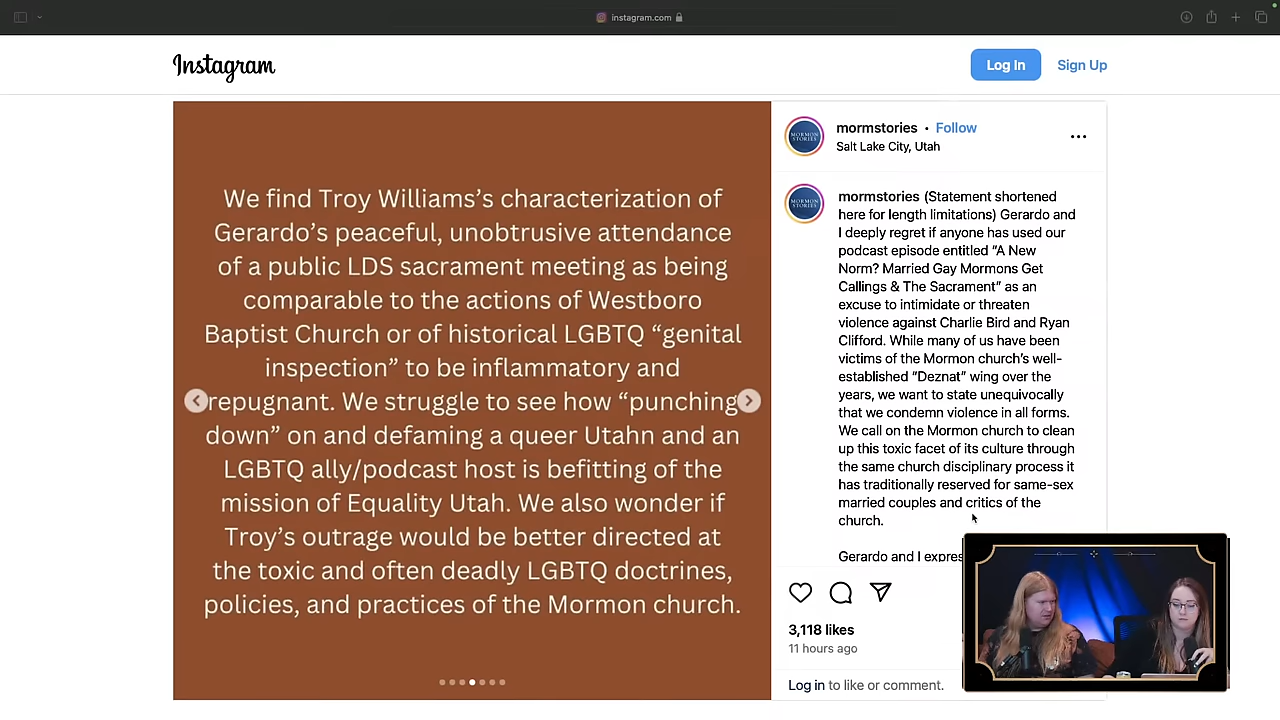 instagram.com
Instagram
Log In
Sign Up
We find Troy Williams’s characterization of
Gerardo’s peaceful, unobtrusive attendance
of a public LDS sacrament meeting as being
comparable to the actions of Westboro
Baptist Church or of historical LGBTQ “genital
inspection” to be inflammatory and
repugnant. We struggle to see how “punching
down” on and defaming a queer Utahn and an
LGBTQ ally/podcast host is befitting of the
mission of Equality Utah. We also wonder if
Troy’s outrage would be better directed at
the toxic and often deadly LGBTQ doctrines,
policies, and practices of the Mormon church.
MORMON
STORIES
mormstories • Follow
Salt Lake City, Utah
MORMON
STORIES
mormstories (Statement shortened
here for length limitations) Gerardo and
I deeply regret if anyone has used our
podcast episode entitled “A New
Norm? Married Gay Mormons Get
Callings & The Sacrament” as an
excuse to intimidate or threaten
violence against Charlie Bird and Ryan
Clifford. While many of us have been
victims of the Mormon church’s well-
established “Deznat” wing over the
years, we want to state unequivocally
that we condemn violence in all forms.
We call on the Mormon church to clean
up this toxic facet of its culture through
the same church disciplinary process it
has traditionally reserved for same-sex
married couples and critics of the
church.
Gerardo and I expres
3,118 likes
11 hours ago
Log in to like or comment.